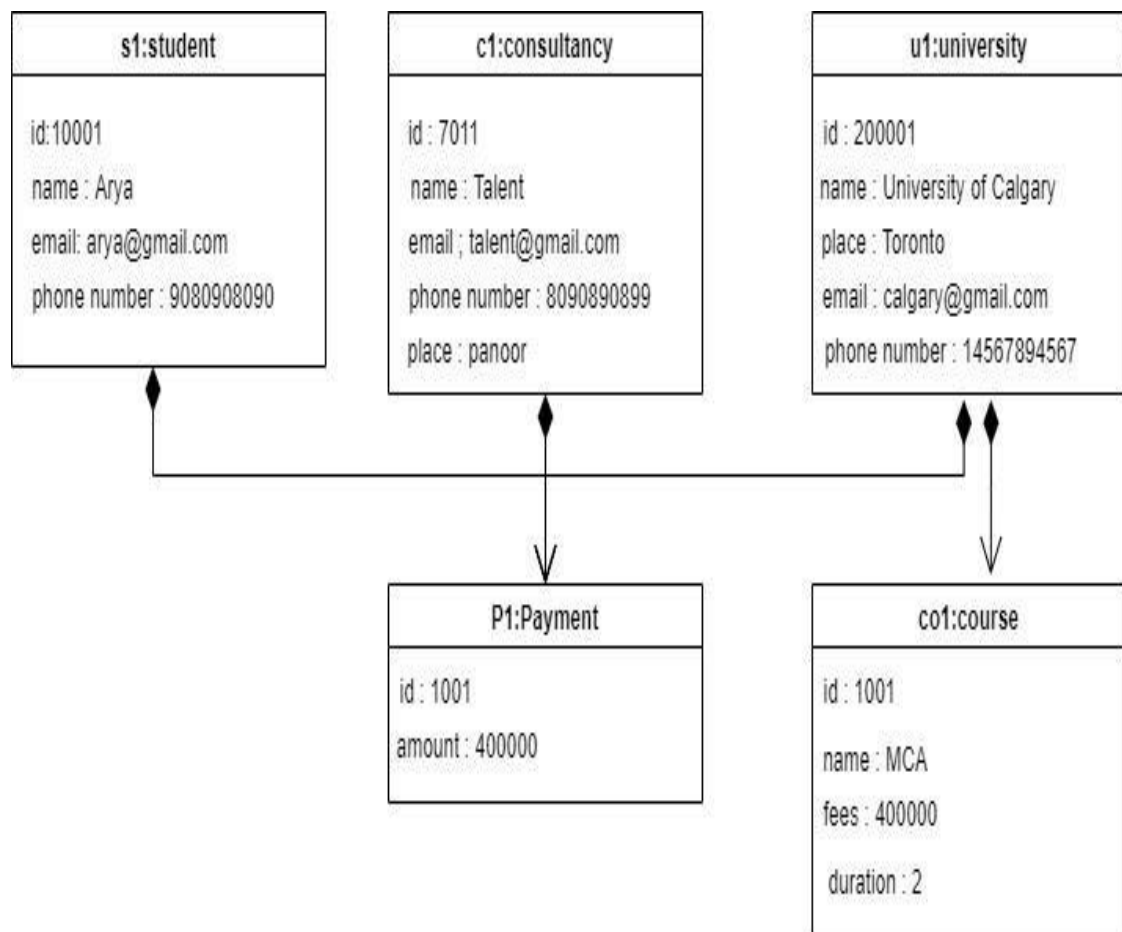 s1:student
id:10001
name : Arya
email: arya@gmail.com
phone number : 9080908090
c1:consultancy
id : 7011
name : Talent
email ; talent@gmail.com
phone number : 8090890899
place : panoor
u1:university
id : 200001
name : University of Calgary
place : Toronto
email : calgary@gmail.com
phone number : 14567894567
P1:Payment
id : 1001
amount : 400000
co1:course
id : 1001
name : MCA
fees : 400000
duration : 2